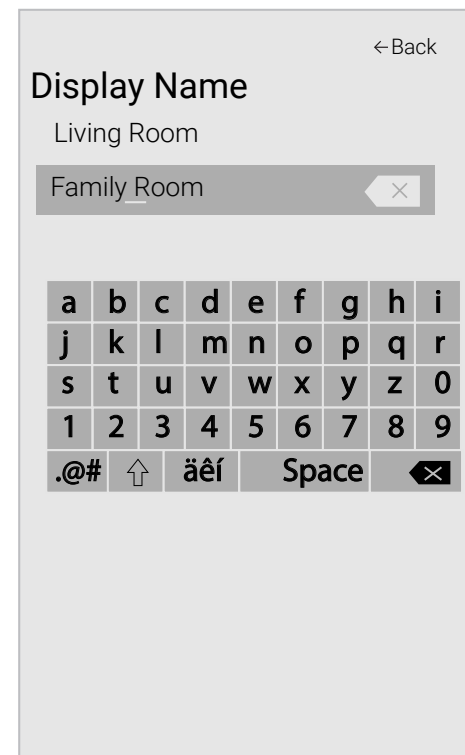 ←Back
Display Name
Living Room
Family Room
a b c d e f g h i
j k l m n o p q r
s t u v w x y z 0
1 2 3 4 5 6 7 8 9
.@# äêí Space